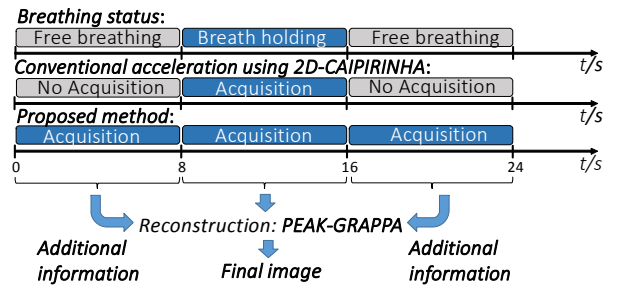 Breathing status:
Free breathing Breath holding Free breathing
t/s
Conventional acceleration using 2D-CAIPIRINHA:
No Acquisition Acquisition No Acquisition
t/s
Proposed method:
Acquisition Acquisition Acquisition
t/s
0 8 16 24
Reconstruction: PEAK-GRAPPA
Additional Additional
information Final image information